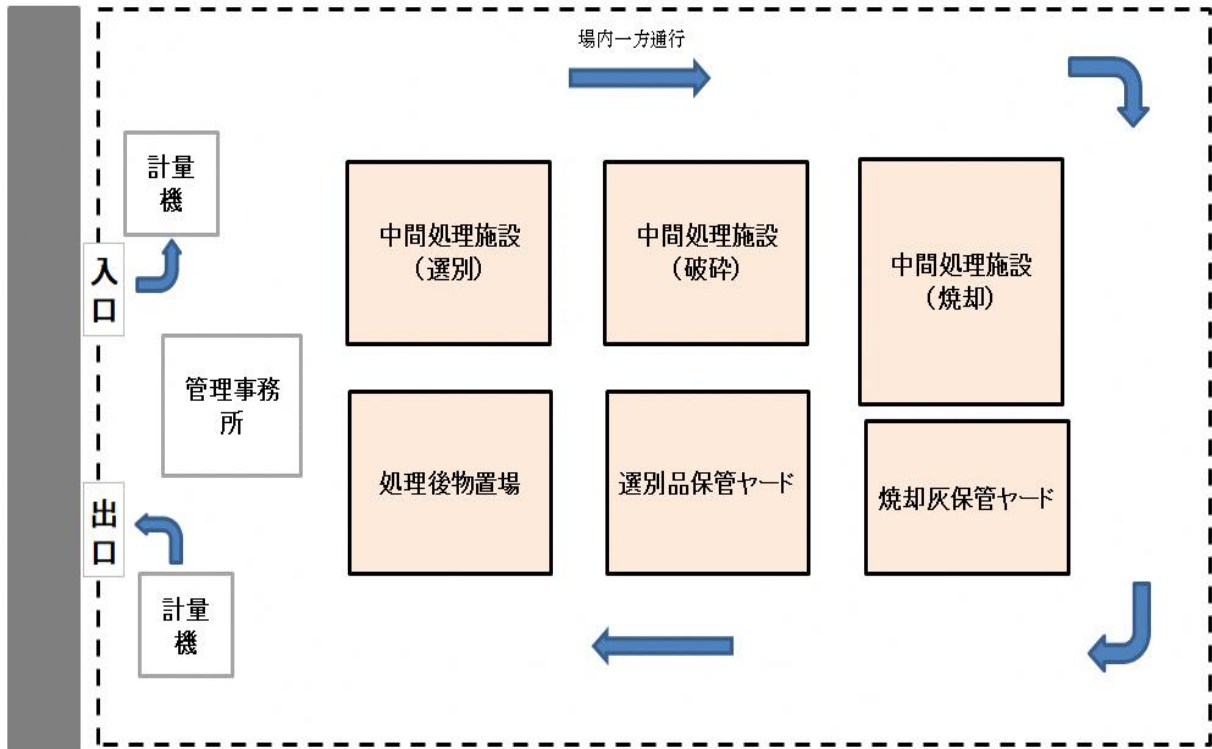 場内一方通行
計量
機
中間処理施設
（選別）
中間処理施設
（破砕）
中間処理施設
（焼却）
入
口
管理事務
所
処理後物置場
選別品保管ヤード
焼却灰保管ヤード
出
口
計量
機